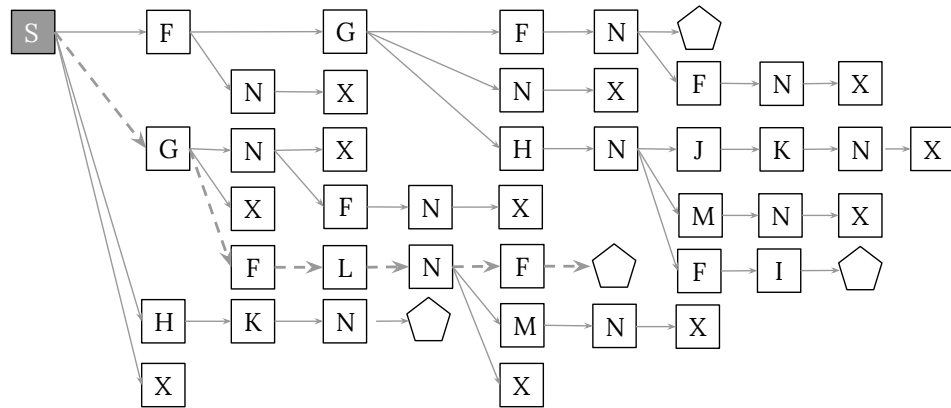 S F G F N
N X N X F N X
G N X H N J K N X
X F N X M N X
F L N F F I
H K N M N X
X X